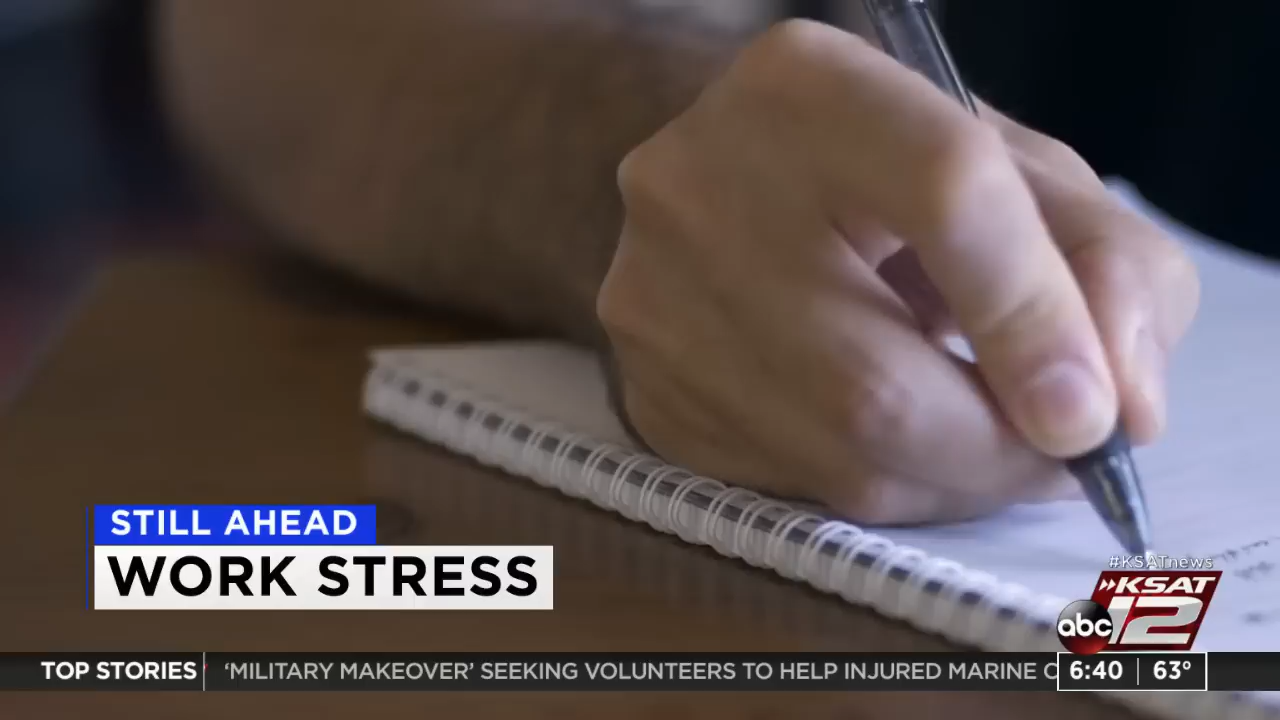 STILL AHEAD
WORK STRESS
#KSATnews
KSAT
abc 12
TOP STORIES 'MILITARY MAKEOVER' SEEKING VOLUNTEERS TO HELP INJURED MARINE 6:40 63°